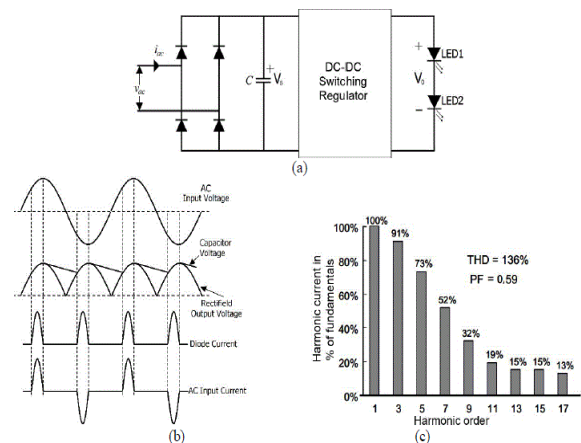 i_ac
v_ac
C
+
V₀
DC-DC
Switching
Regulator
+
V₀
−
LED1
LED2
(a)
AC
Input Voltage
Capacitor
Voltage
Rectifield
Output Voltage
Diode Current
AC Input Current
(b)
Harmonic current in
% of fundamentals
100%
80%
60%
40%
20%
0%
100%
91%
73%
52%
32%
19%
15%
15%
13%
THD = 136%
PF = 0.59
1 3 5 7 9 11 13 15 17
Harmonic order
(c)